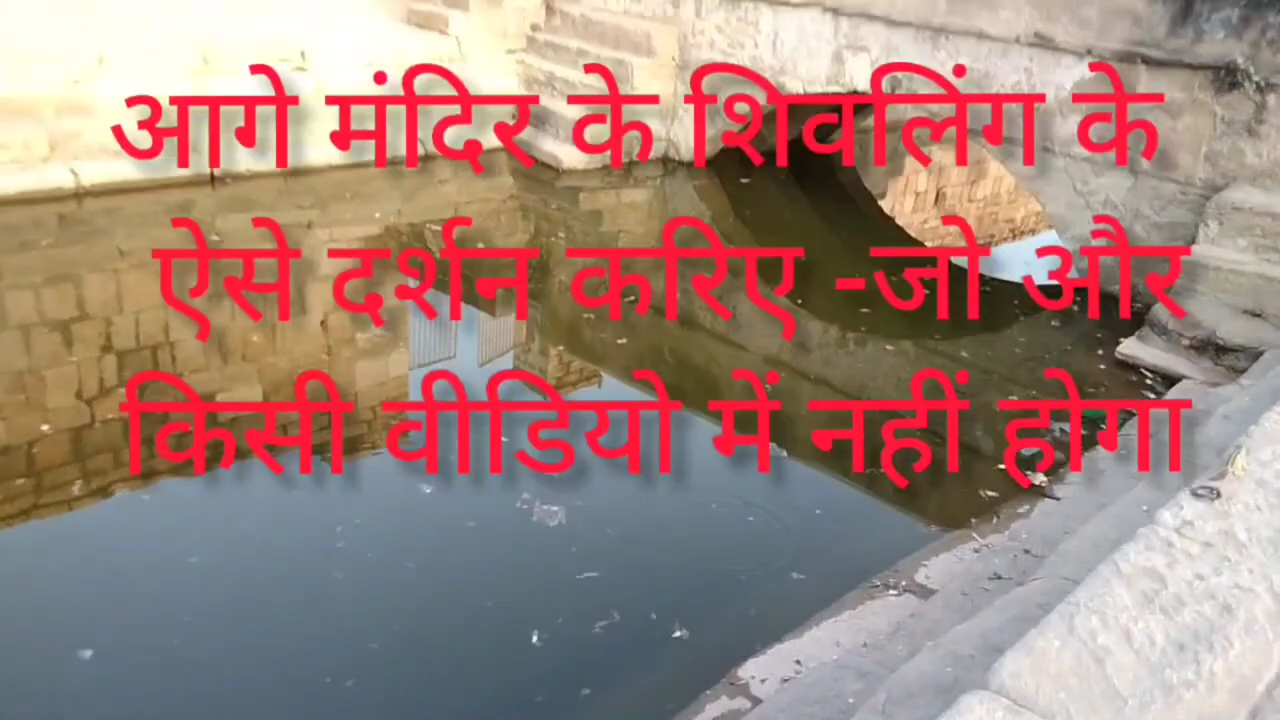 आगे मंदिर के शिवलिंग के
ऐसे दर्शन करिए -जो और
किसी वीडियो में नहीं होगा